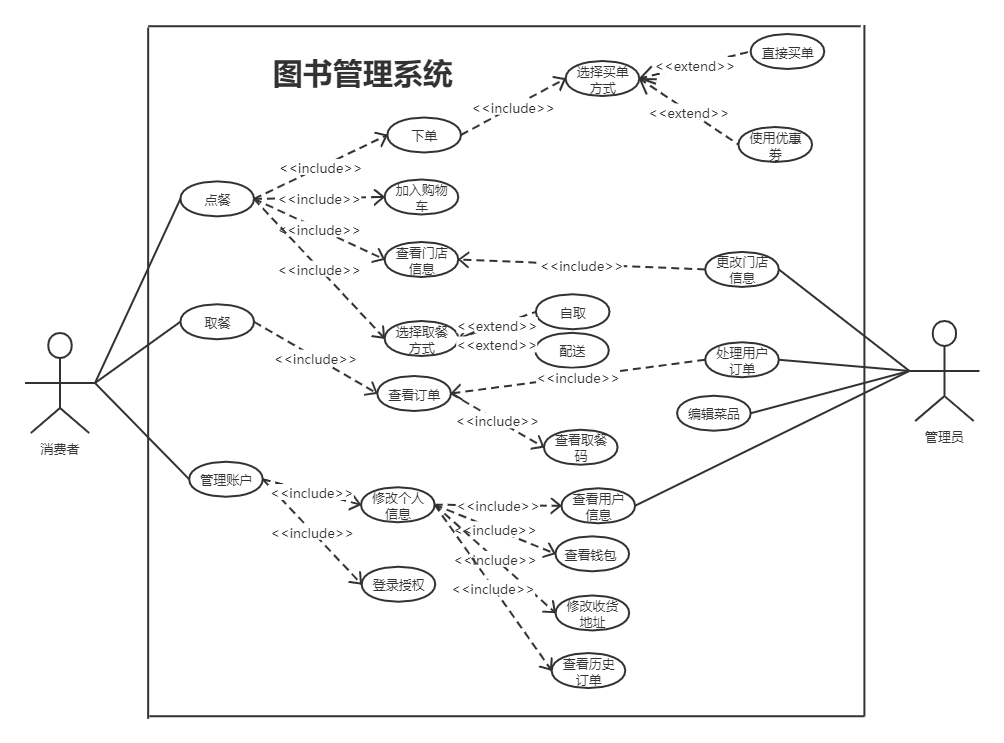 图书管理系统
直接买单
<<extend>>
选择买单
方式
<<extend>>
<<include>>
下单
使用优惠
券
<<include>>
加入购物
车
点餐
<<include>>
<<include>>
查看门店
信息
<<include>>
更改门店
信息
<<include>>
自取
取餐
选择取餐
方式
<<extend>>
<<extend>>
配送
处理用户
订单
<<include>>
<<include>>
查看订单
编辑菜品
<<include>>
查看取餐
码
消费者
管理员
管理账户
<<include>>
修改个人
信息
<<include>>
查看用户
信息
<<include>>
<<include>>
查看钱包
<<include>>
登录授权
<<include>>
修改收货
地址
查看历史
订单